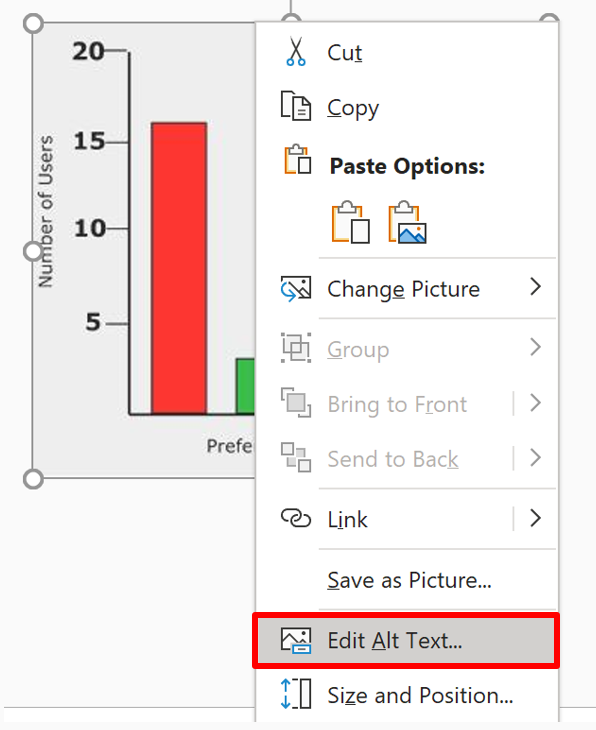 20
15
10
5
Number of Users
Cut
Copy
Paste Options:
Change Picture
Group
Bring to Front
Send to Back
Link
Save as Picture...
Edit Alt Text...
Size and Position...